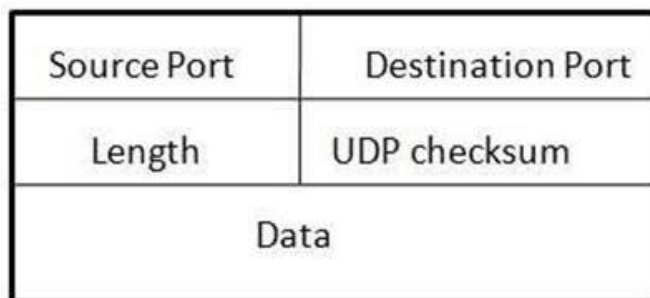 Source Port Destination Port
Length UDP checksum
Data